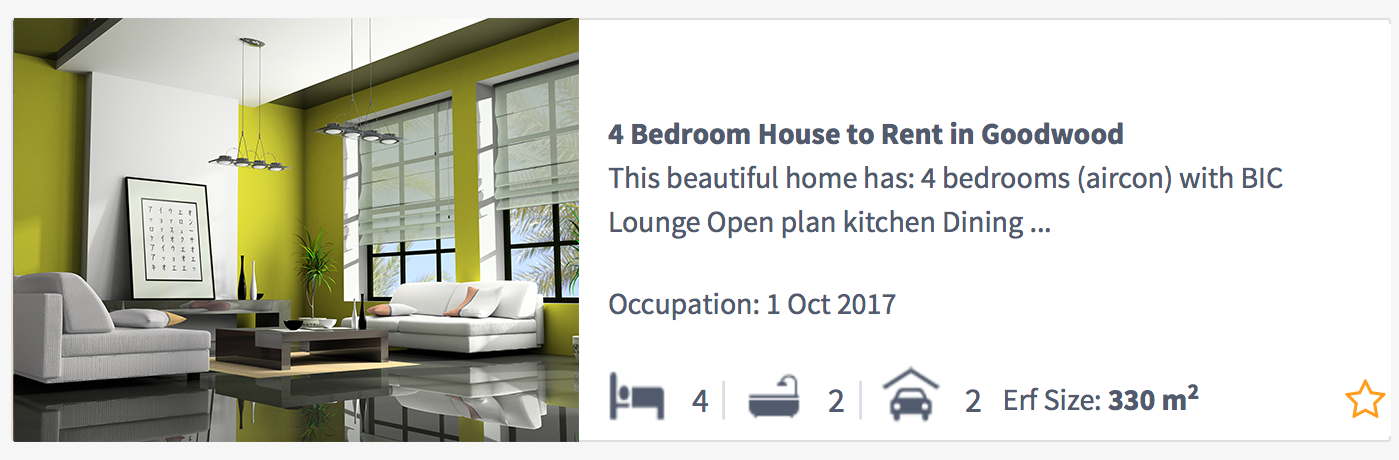 4 Bedroom House to Rent in Goodwood
This beautiful home has: 4 bedrooms (aircon) with BIC
Lounge Open plan kitchen Dining ...
Occupation: 1 Oct 2017
4 2 2 Erf Size: 330 m²